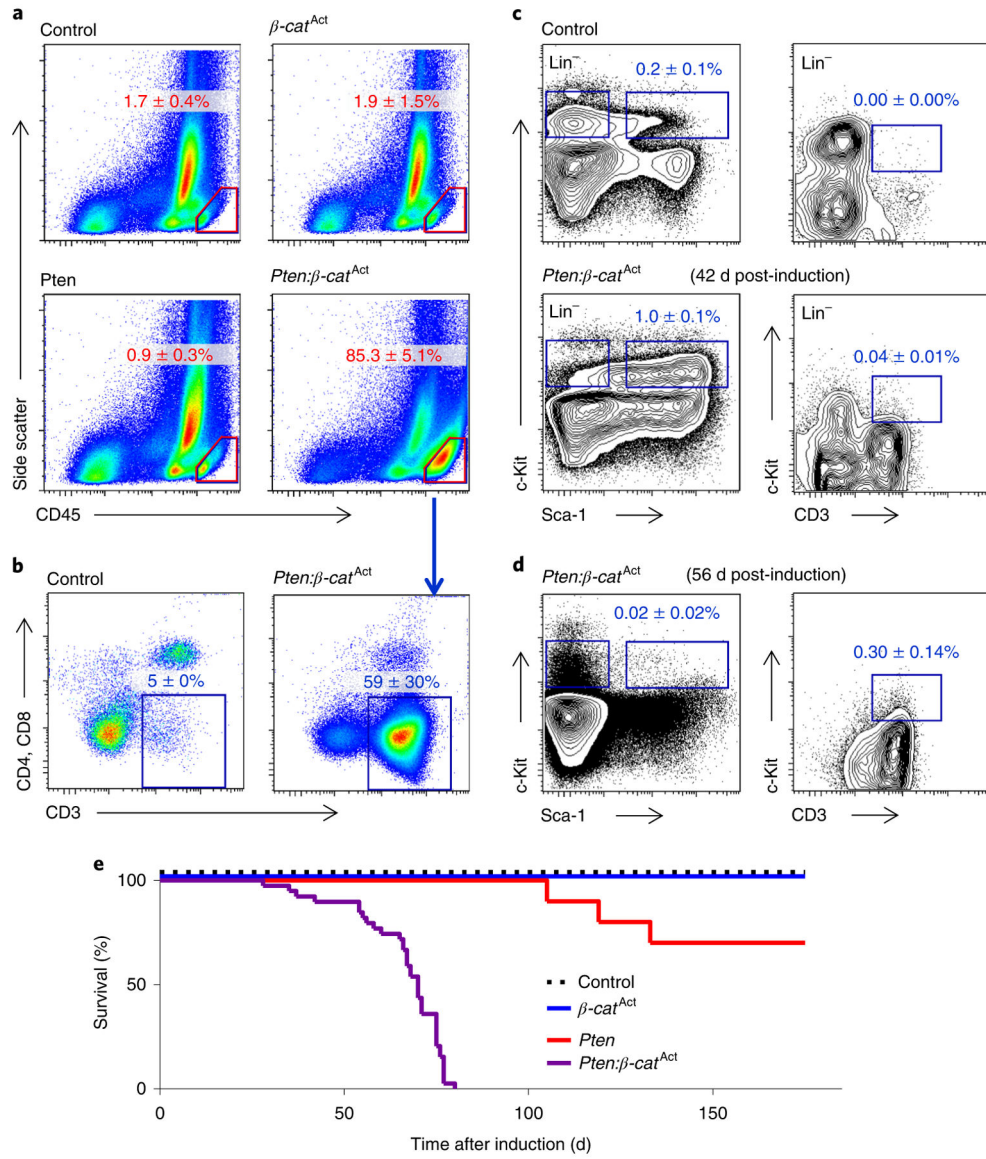 a
Control
β-cat^Act
1.7 ± 0.4%
1.9 ± 1.5%
Pten
Pten:β-cat^Act
0.9 ± 0.3%
85.3 ± 5.1%
Side scatter
CD45
b
Control
Pten:β-cat^Act
5 ± 0%
59 ± 30%
CD4, CD8
CD3
c
Control
Lin–
0.2 ± 0.1%
Lin–
0.00 ± 0.00%
Pten:β-cat^Act (42 d post-induction)
Lin–
1.0 ± 0.1%
Lin–
0.04 ± 0.01%
c-Kit
c-Kit
Sca-1
CD3
d
Pten:β-cat^Act (56 d post-induction)
0.02 ± 0.02%
0.30 ± 0.14%
c-Kit
c-Kit
Sca-1
CD3
e
100
50
0
Survival (%)
Control
β-cat^Act
Pten
Pten:β-cat^Act
0 50 100 150
Time after induction (d)